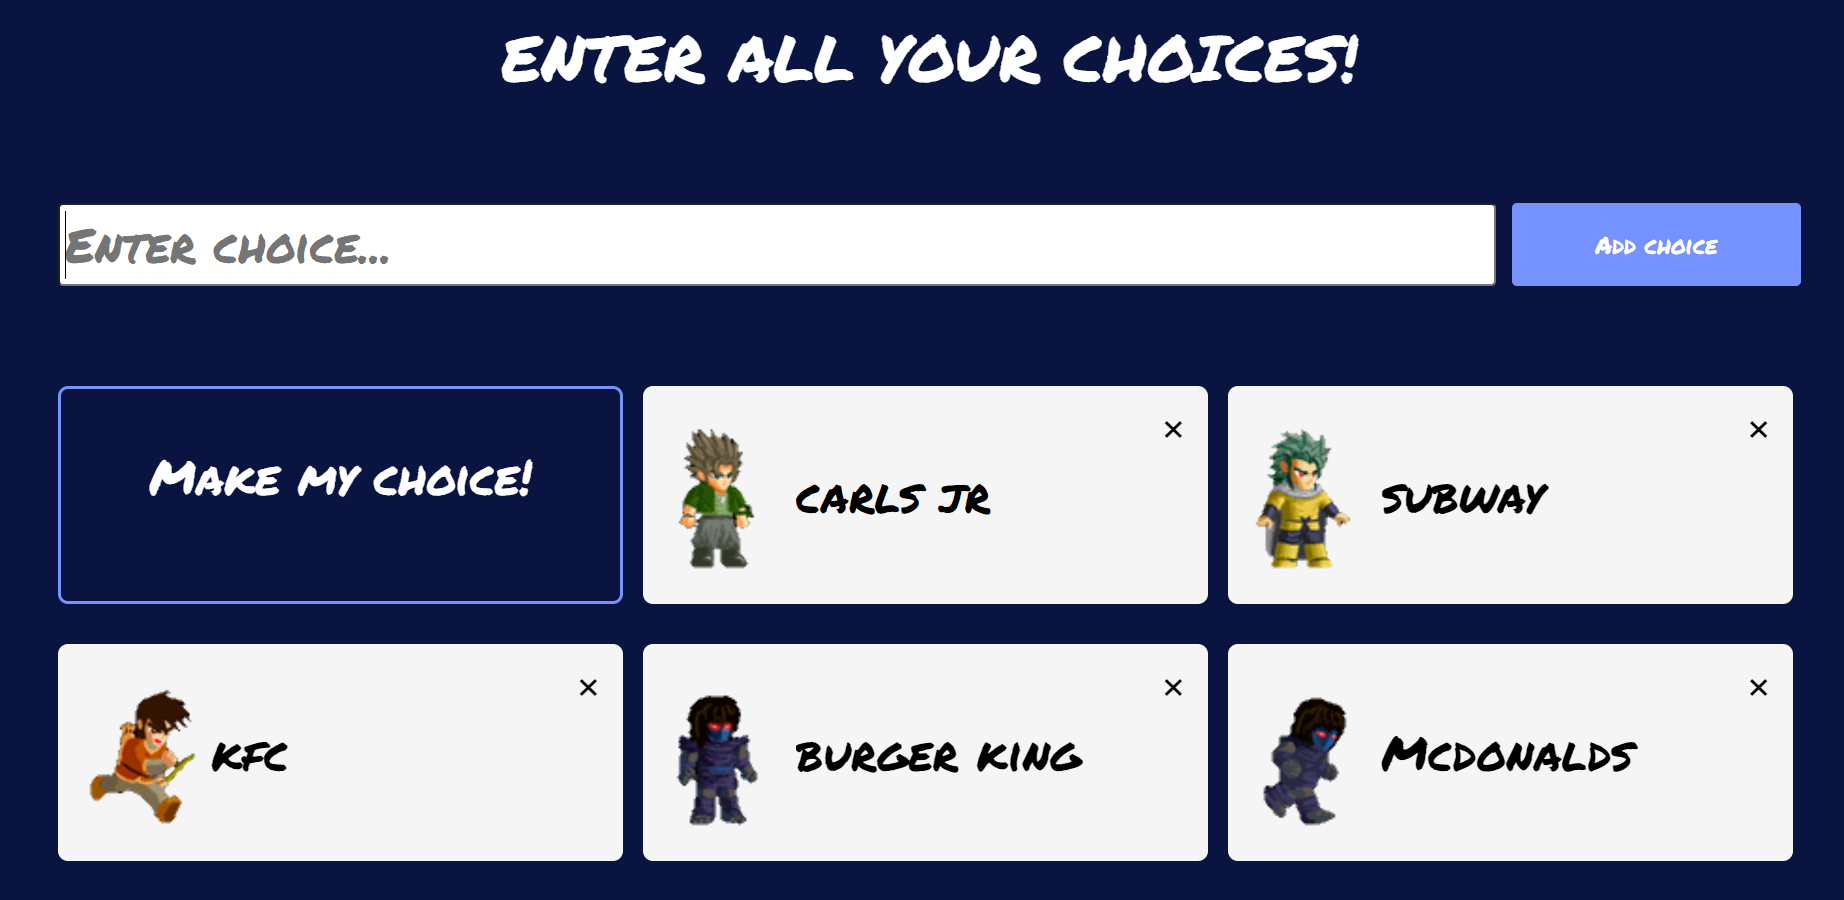 ENTER ALL YOUR CHOICES!
Enter choice...
Add choice
Make my choice!
carls jr
subway
kfc
burger king
Mcdonalds